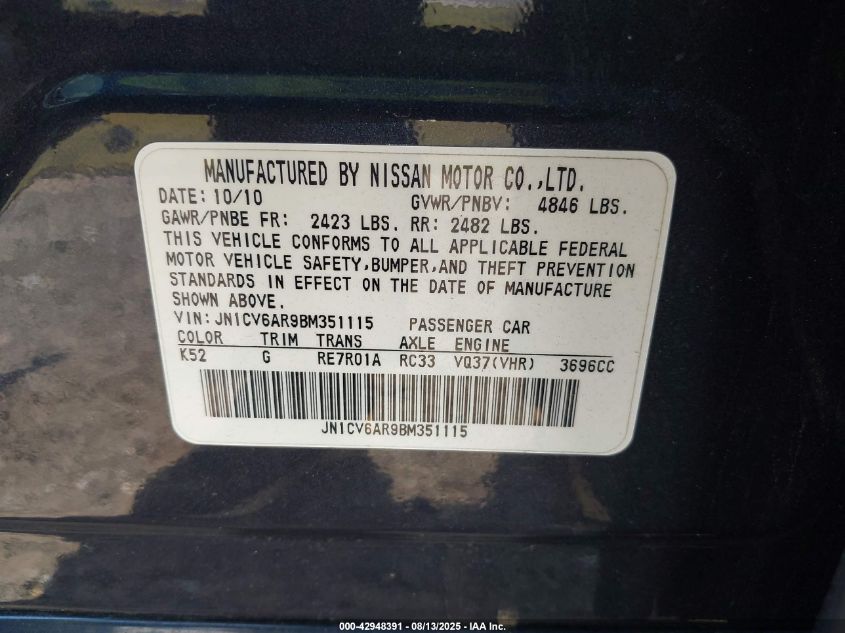 MANUFACTURED BY NISSAN MOTOR CO.,LTD.
DATE: 10/10 GVWR/PNBV: 4846 LBS.
GAWR/PNBE FR: 2423 LBS. RR: 2482 LBS.
THIS VEHICLE CONFORMS TO ALL APPLICABLE FEDERAL
MOTOR VEHICLE SAFETY,BUMPER,AND THEFT PREVENTION
STANDARDS IN EFFECT ON THE DATE OF MANUFACTURE
SHOWN ABOVE.
VIN:JN1CV6AR9BM351115 PASSENGER CAR
COLOR TRIM TRANS AXLE ENGINE
K52 G RE7R01A RC33 VQ37(VHR) 3696CC
JN1CV6AR9BM351115
000-42948391 - 08/13/2025 - IAA Inc.